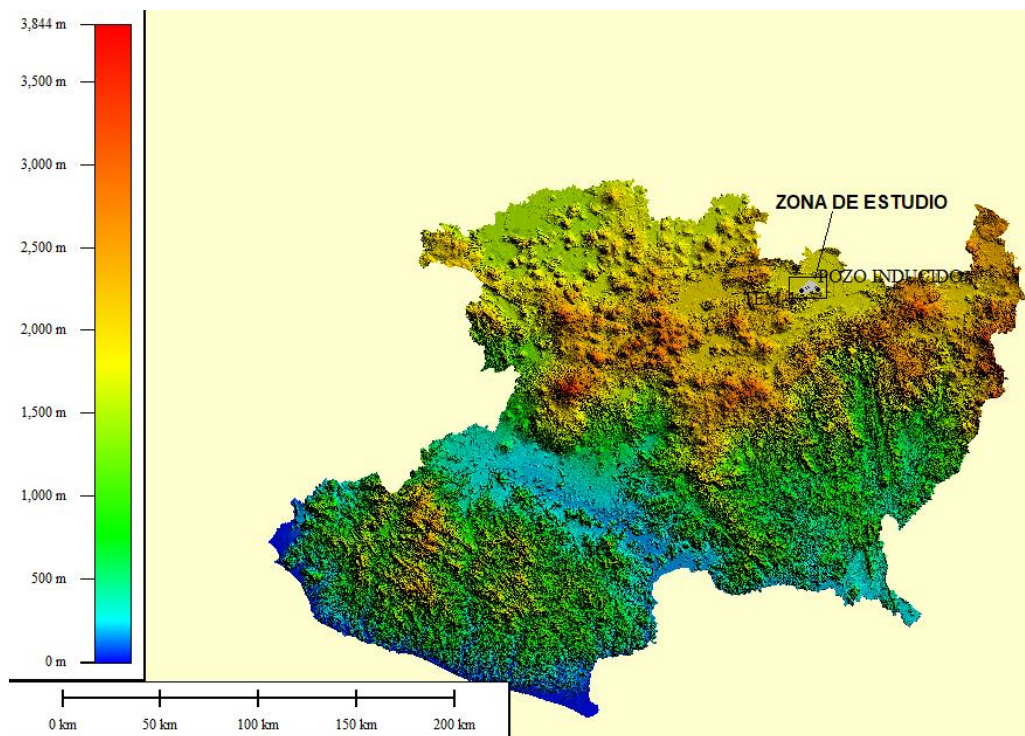 3,844 m
3,500 m
3,000 m
2,500 m
2,000 m
1,500 m
1,000 m
500 m
0 m
ZONA DE ESTUDIO
POZO INDUCIDO
0 km 50 km 100 km 150 km 200 km